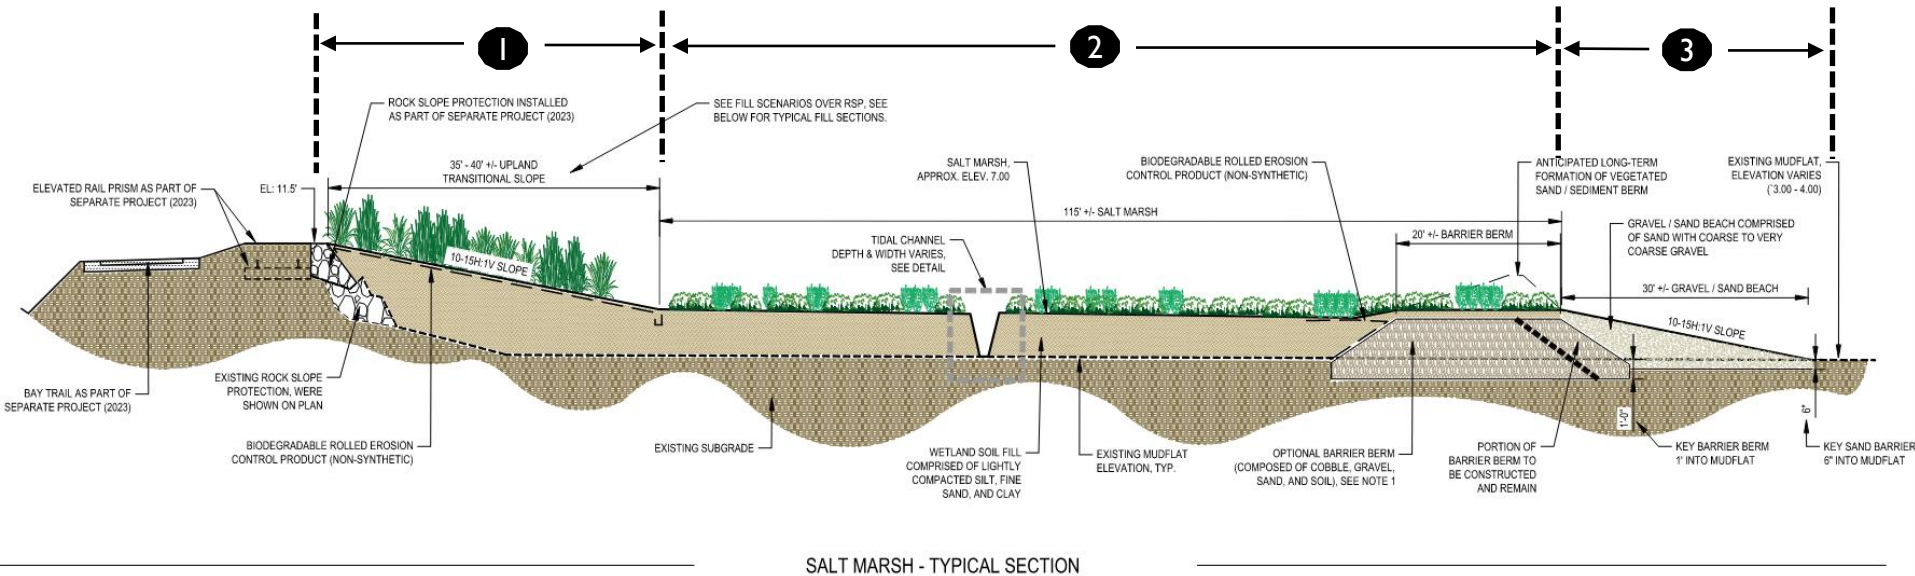 1
2
3
ROCK SLOPE PROTECTION INSTALLED
AS PART OF SEPARATE PROJECT (2023)
SEE FILL SCENARIOS OVER RSP, SEE
BELOW FOR TYPICAL FILL SECTIONS.
35' - 40' +/- UPLAND
TRANSITIONAL SLOPE
SALT MARSH,
APPROX. ELEV. 7.00
BIODEGRADABLE ROLLED EROSION
CONTROL PRODUCT (NON-SYNTHETIC)
ANTICIPATED LONG-TERM
FORMATION OF VEGETATED
SAND / SEDIMENT BERM
EXISTING MUDFLAT,
ELEVATION VARIES
(˜3.00 - 4.00)
ELEVATED RAIL PRISM AS PART OF
SEPARATE PROJECT (2023)
EL: 11.5'
115' +/- SALT MARSH
GRAVEL / SAND BEACH COMPRISED
OF SAND WITH COARSE TO VERY
COARSE GRAVEL
20' +/- BARRIER BERM
TIDAL CHANNEL
DEPTH & WIDTH VARIES,
SEE DETAIL
10-15H:1V SLOPE
30' +/- GRAVEL / SAND BEACH
10-15H:1V SLOPE
BAY TRAIL AS PART OF
SEPARATE PROJECT (2023)
EXISTING ROCK SLOPE
PROTECTION, WERE
SHOWN ON PLAN
BIODEGRADABLE ROLLED EROSION
CONTROL PRODUCT (NON-SYNTHETIC)
EXISTING SUBGRADE
WETLAND SOIL FILL
COMPRISED OF LIGHTLY
COMPACTED SILT, FINE
SAND, AND CLAY
EXISTING MUDFLAT
ELEVATION, TYP.
OPTIONAL BARRIER BERM
(COMPOSED OF COBBLE, GRAVEL,
SAND, AND SOIL), SEE NOTE 1
PORTION OF
BARRIER BERM TO
BE CONSTRUCTED
AND REMAIN
1'-0"
KEY BARRIER BERM
1' INTO MUDFLAT
6"
KEY SAND BARRIER
6" INTO MUDFLAT
SALT MARSH - TYPICAL SECTION